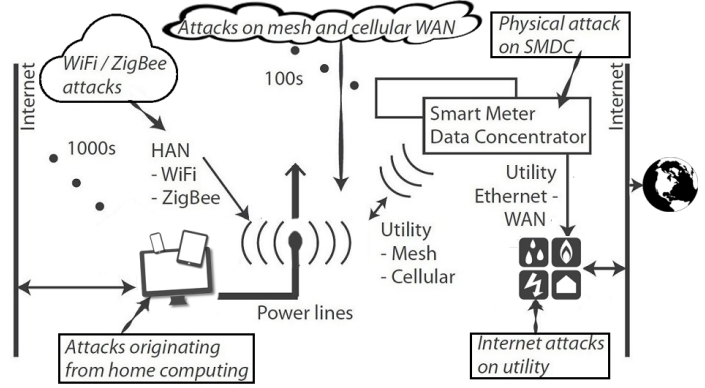 Attacks on mesh and cellular WAN
Physical attack
on SMDC
WiFi / ZigBee
attacks
Internet
100s
Internet
Smart Meter
Data Concentrator
1000s
HAN
- WiFi
- ZigBee
Utility
Ethernet -
WAN
Utility
- Mesh
- Cellular
Power lines
Attacks originating
from home computing
Internet attacks
on utility